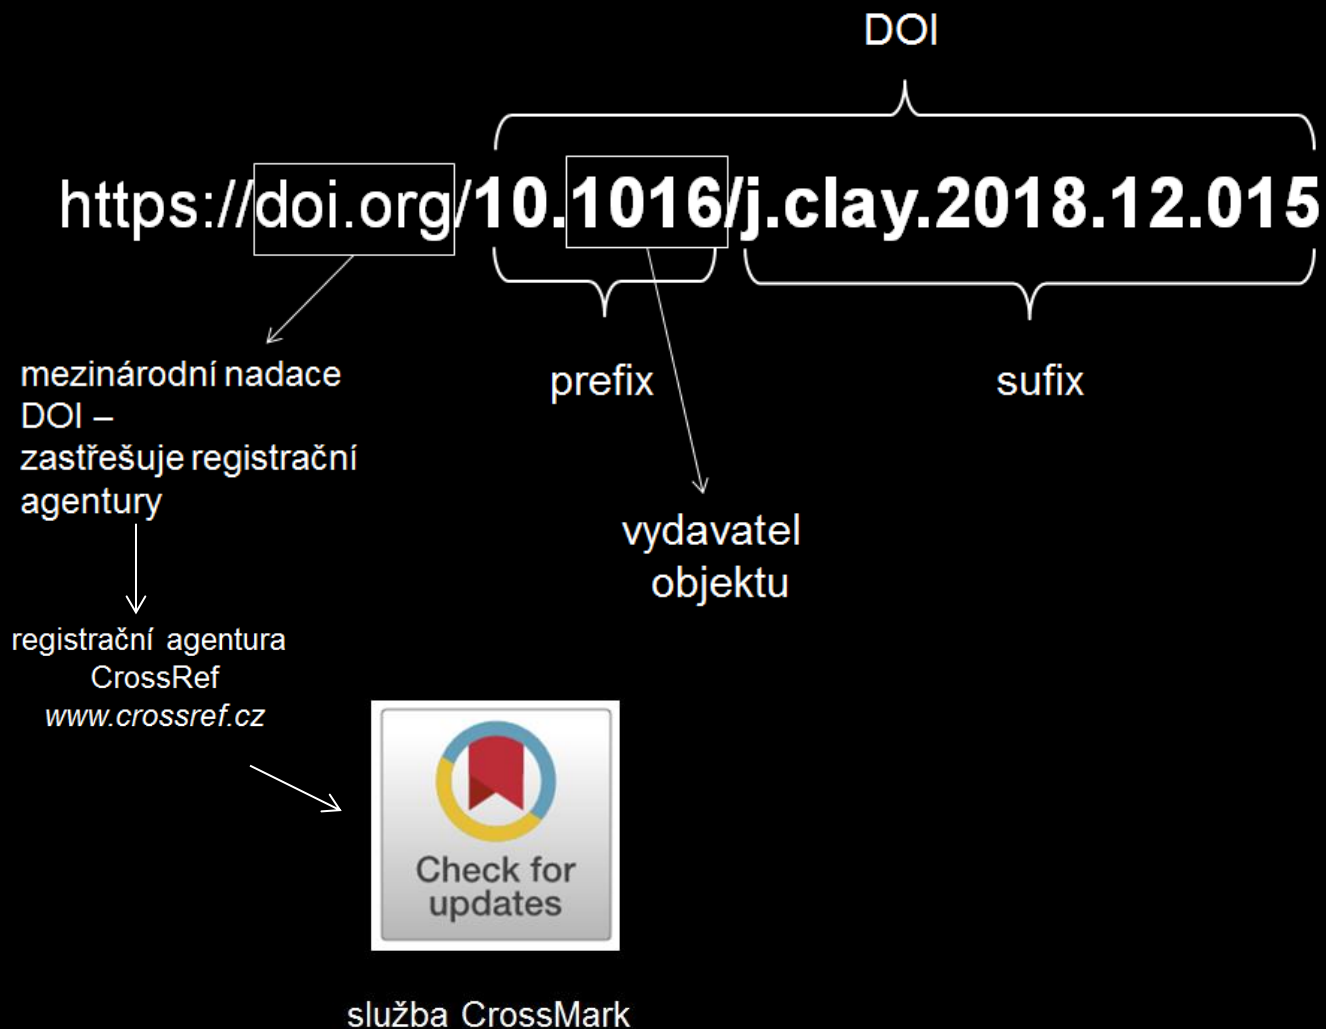 DOI
https://doi.org/10.1016/j.clay.2018.12.015
mezinárodní nadace
DOI –
zastřešuje registrační
agentury
prefix
sufix
vydavatel
objektu
registrační agentura
CrossRef
www.crossref.cz
Check for
updates
služba CrossMark